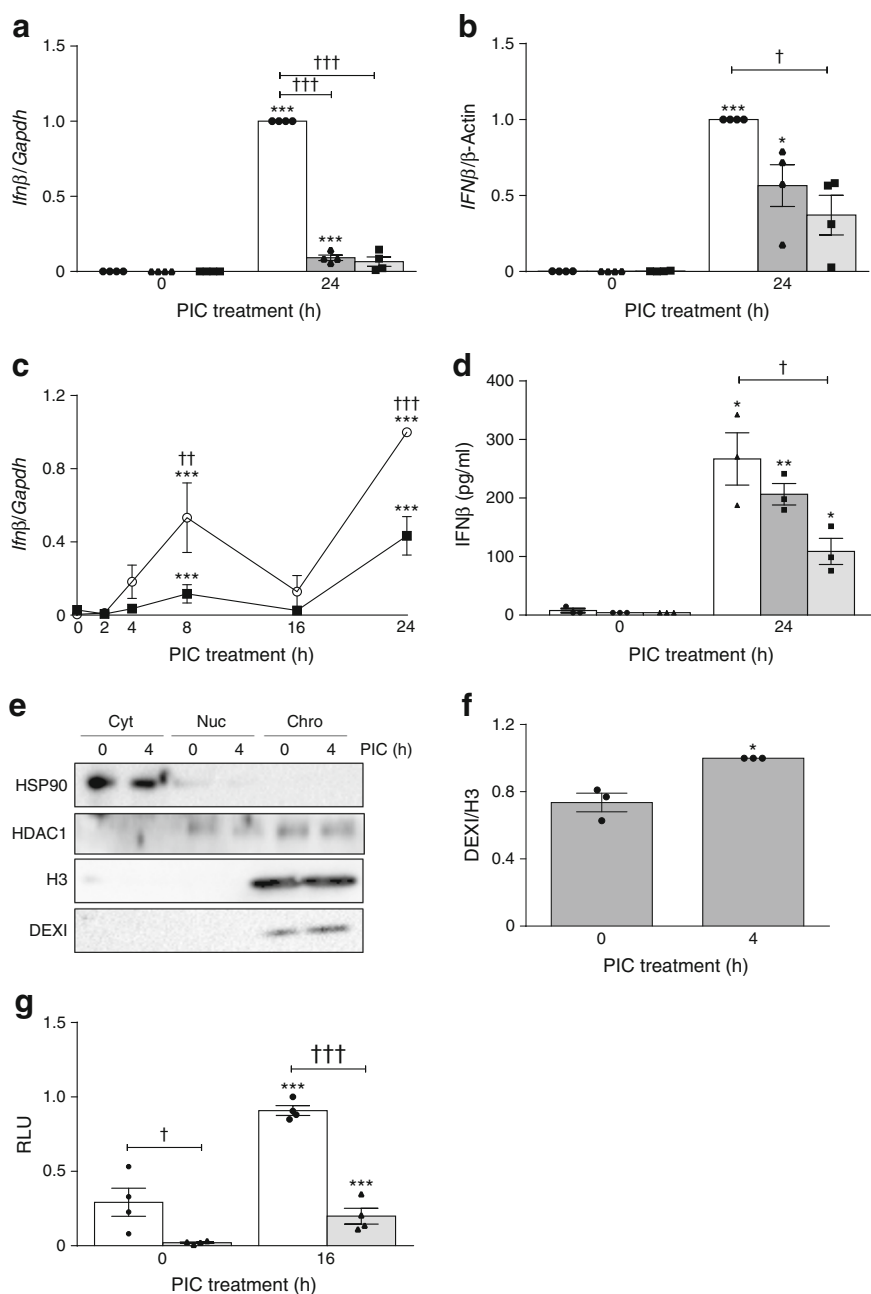 a
†††
†††
1.5
1.0
0.5
0
***
***
Ifnβ/Gapdh
0
24
PIC treatment (h)
b
†
1.5
1.0
0.5
0
***
*
IFNβ/β-Actin
0
24
PIC treatment (h)
c
1.2
0.8
0.4
0
††
***
***
†††
***
***
Ifnβ/Gapdh
0 2 4 8 16 24
PIC treatment (h)
d
†
400
300
200
100
0
*
**
*
IFNβ (pg/ml)
0
24
PIC treatment (h)
e
Cyt Nuc Chro
0 4 0 4 0 4 PIC (h)
HSP90
HDAC1
H3
DEXI
f
1.2
0.8
0.4
0
*
DEXI/H3
0
4
PIC treatment (h)
g
1.5
1.0
0.5
0
†
†††
***
***
RLU
0
16
PIC treatment (h)